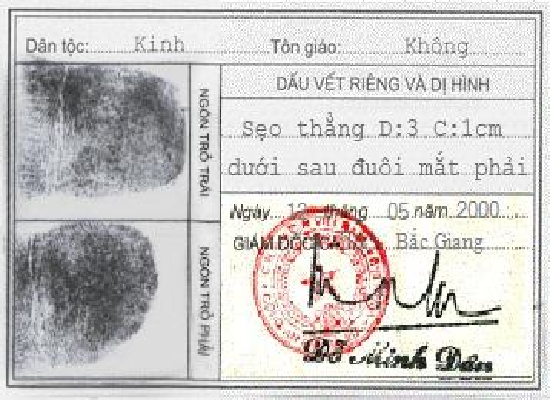 Dân tộc: Kinh Tôn giáo: Không
NGÓN TRỎ TRÁI
DẤU VẾT RIÊNG VÀ DỊ HÌNH
Sẹo thẳng D:3 C:1cm
dưới sau đuôi mắt phải
Ngày 12 tháng 05 năm 2000
GIÁM ĐỐC CA Bắc Giang
NGÓN TRỎ PHẢI
Đỗ Minh Dân